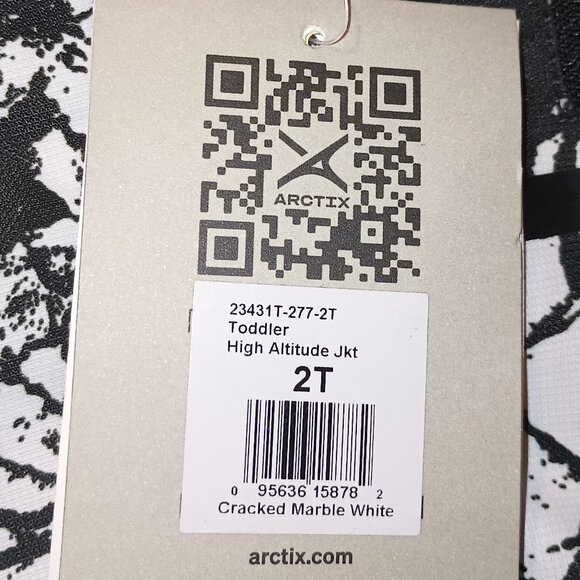 ARCTIX
23431T-277-2T
Toddler
High Altitude Jkt
2T
0 95636 15878 2
Cracked Marble White
arctix.com